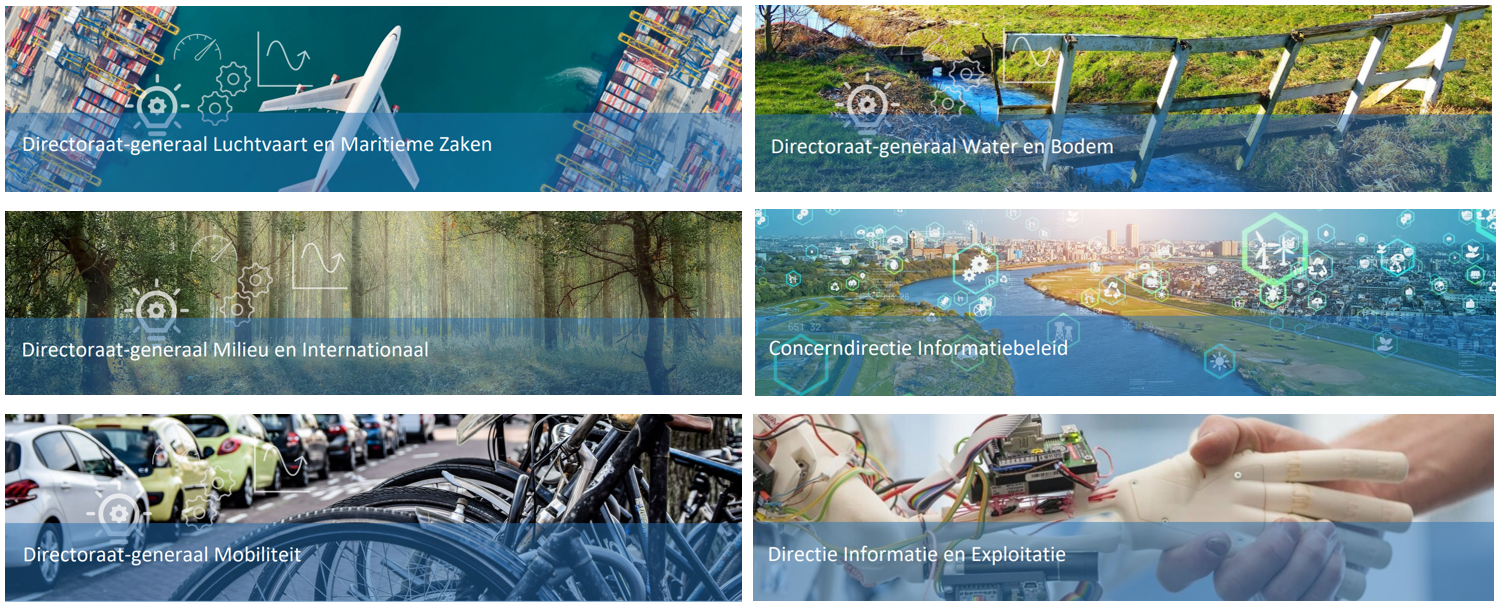 Directoraat-generaal Luchtvaart en Maritieme Zaken
Directoraat-generaal Water en Bodem
Directoraat-generaal Milieu en Internationaal
Concerndirectie Informatiebeleid
Directoraat-generaal Mobiliteit
Directie Informatie en Exploitatie